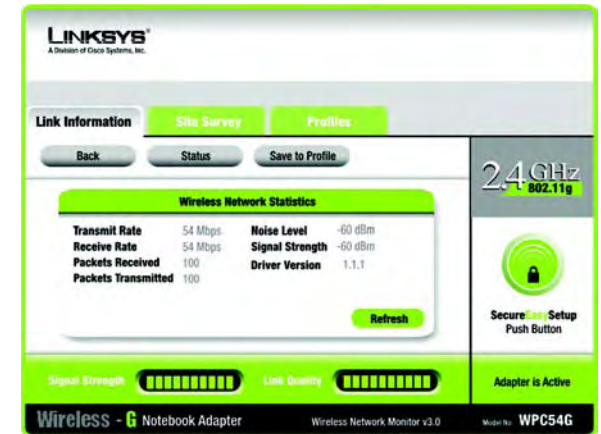 LINKSYS®
A Division of Cisco Systems, Inc.
Link Information
Site Survey
Profiles
Back
Status
Save to Profile
2.4 GHz
802.11g
Wireless Network Statistics
Transmit Rate 54 Mbps
Receive Rate 54 Mbps
Packets Received 100
Packets Transmitted 100
Noise Level -60 dBm
Signal Strength -60 dBm
Driver Version 1.1.1
Refresh
SecureEasySetup
Push Button
Signal Strength
Link Quality
Adapter is Active
Wireless - G Notebook Adapter
Wireless Network Monitor v3.0
Model No. WPC54G